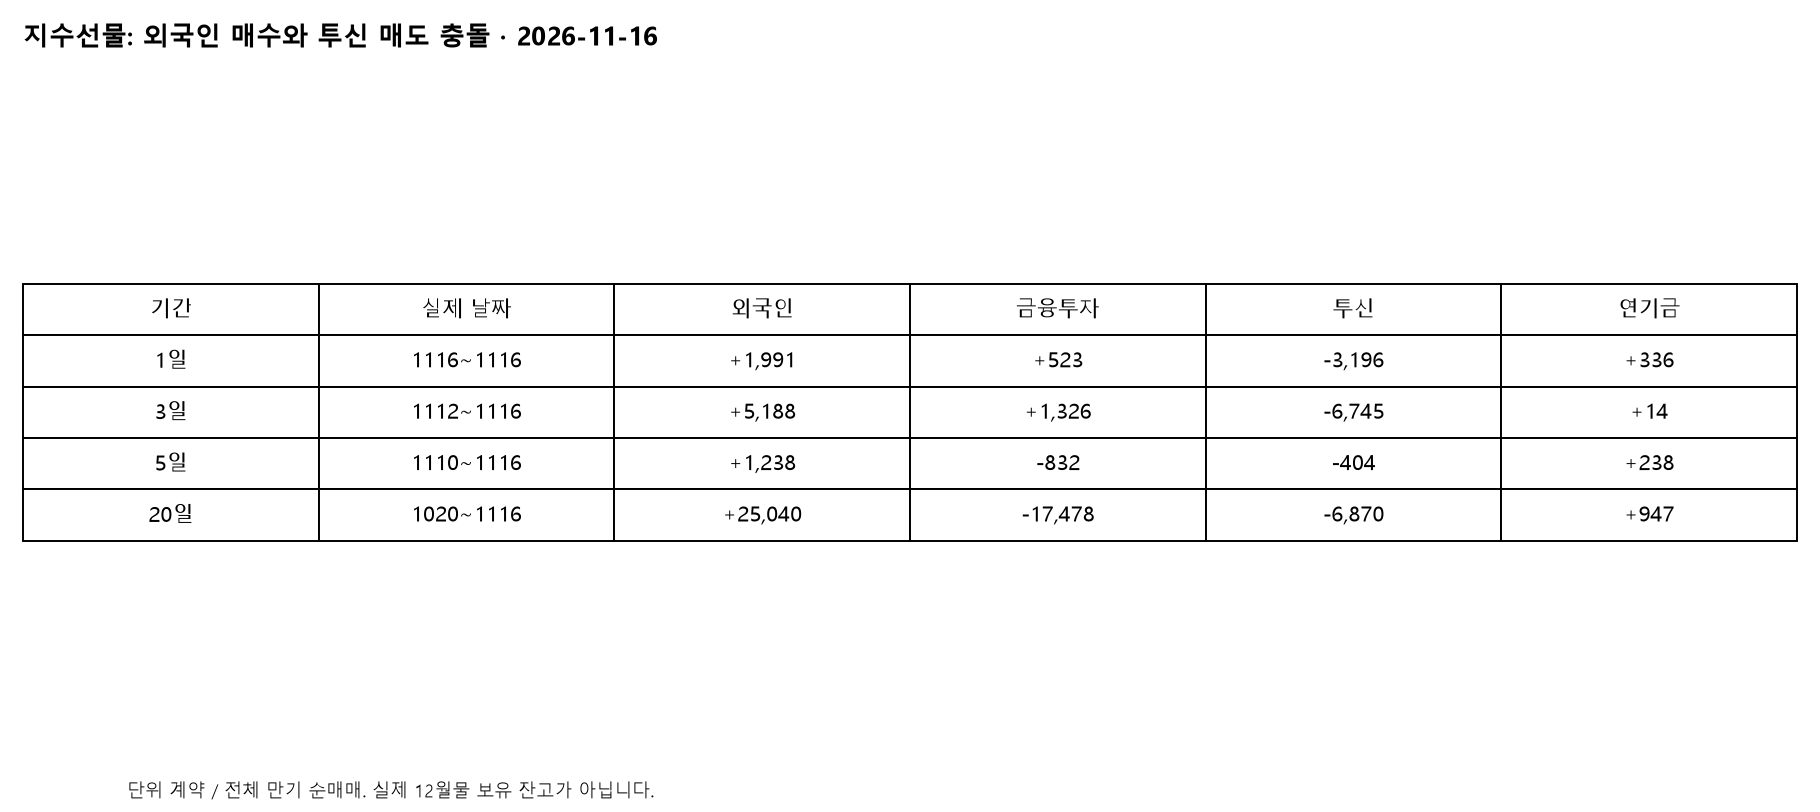 지수선물: 외국인 매수와 투신 매도 충돌 · 2026-11-16
기간 실제 날짜 외국인 금융투자 투신 연기금
1일 1116~1116 +1,991 +523 -3,196 +336
3일 1112~1116 +5,188 +1,326 -6,745 +14
5일 1110~1116 +1,238 -832 -404 +238
20일 1020~1116 +25,040 -17,478 -6,870 +947
단위 계약 / 전체 만기 순매매. 실제 12월물 보유 잔고가 아닙니다.